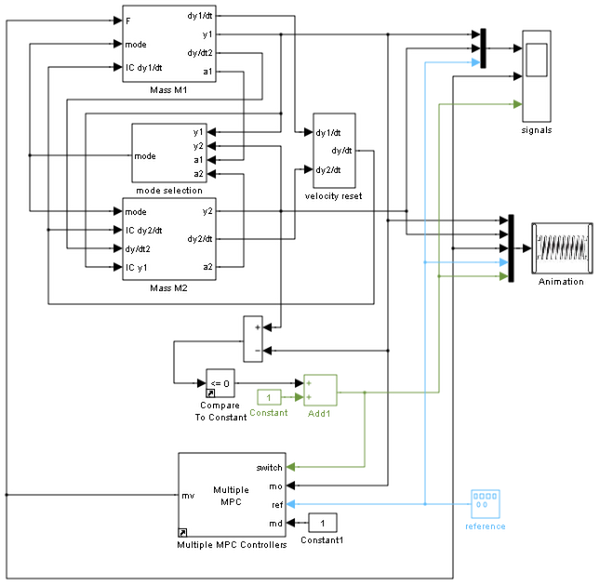 F
mode
IC dy1/dt
dy1/dt
y1
dy/dt2
a1
Mass M1
signals
mode
y1
y2
a1
a2
mode selection
dy1/dt
dy2/dt
dy/dt
velocity reset
mode
IC dy2/dt
dy/dt2
IC y1
y2
dy2/dt
a2
Mass M2
Animation
+
−
<= 0
Compare
To Constant
1
Constant
+
+
Add1
mv
Multiple
MPC
switch
mo
ref
md
Multiple MPC Controllers
1
Constant1
reference